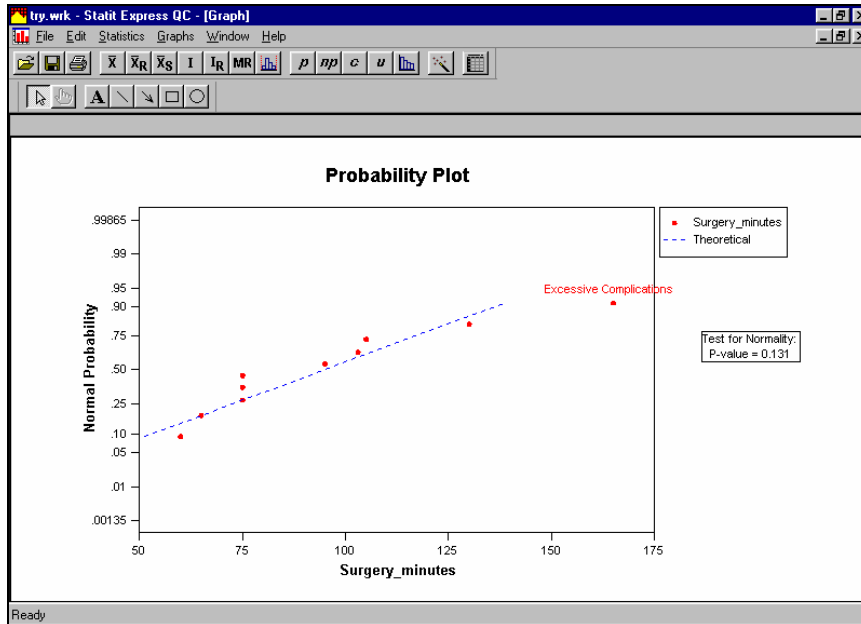 try.wrk - Statit Express QC - [Graph]
File Edit Statistics Graphs Window Help
X̅ X̅R X̅S I IR MR p np c u
A
Probability Plot
.99865
.99
.95
.90
.75
.50
.25
.10
.05
.01
.00135
Normal Probability
50 75 100 125 150 175
Surgery_minutes
Excessive Complications
Surgery_minutes
Theoretical
Test for Normality:
P-value = 0.131
Ready